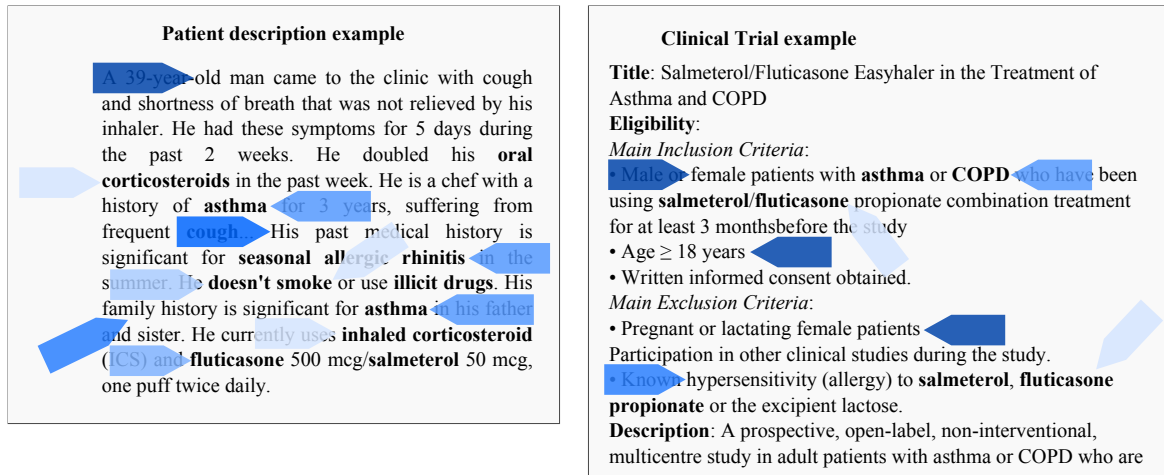 Patient description example
A 39-year-old man came to the clinic with cough
and shortness of breath that was not relieved by his
inhaler. He had these symptoms for 5 days during
the past 2 weeks. He doubled his oral
corticosteroids in the past week. He is a chef with a
history of asthma for 3 years, suffering from
frequent cough... His past medical history is
significant for seasonal allergic rhinitis in the
summer. He doesn't smoke or use illicit drugs. His
family history is significant for asthma in his father
and sister. He currently uses inhaled corticosteroid
(ICS) and fluticasone 500 mcg/salmeterol 50 mcg,
one puff twice daily.
Clinical Trial example
Title: Salmeterol/Fluticasone Easyhaler in the Treatment of
Asthma and COPD
Eligibility:
Main Inclusion Criteria:
• Male or female patients with asthma or COPD who have been
using salmeterol/fluticasone propionate combination treatment
for at least 3 monthsbefore the study
• Age ≥ 18 years
• Written informed consent obtained.
Main Exclusion Criteria:
• Pregnant or lactating female patients
Participation in other clinical studies during the study.
• Known hypersensitivity (allergy) to salmeterol, fluticasone
propionate or the excipient lactose.
Description: A prospective, open-label, non-interventional,
multicentre study in adult patients with asthma or COPD who are